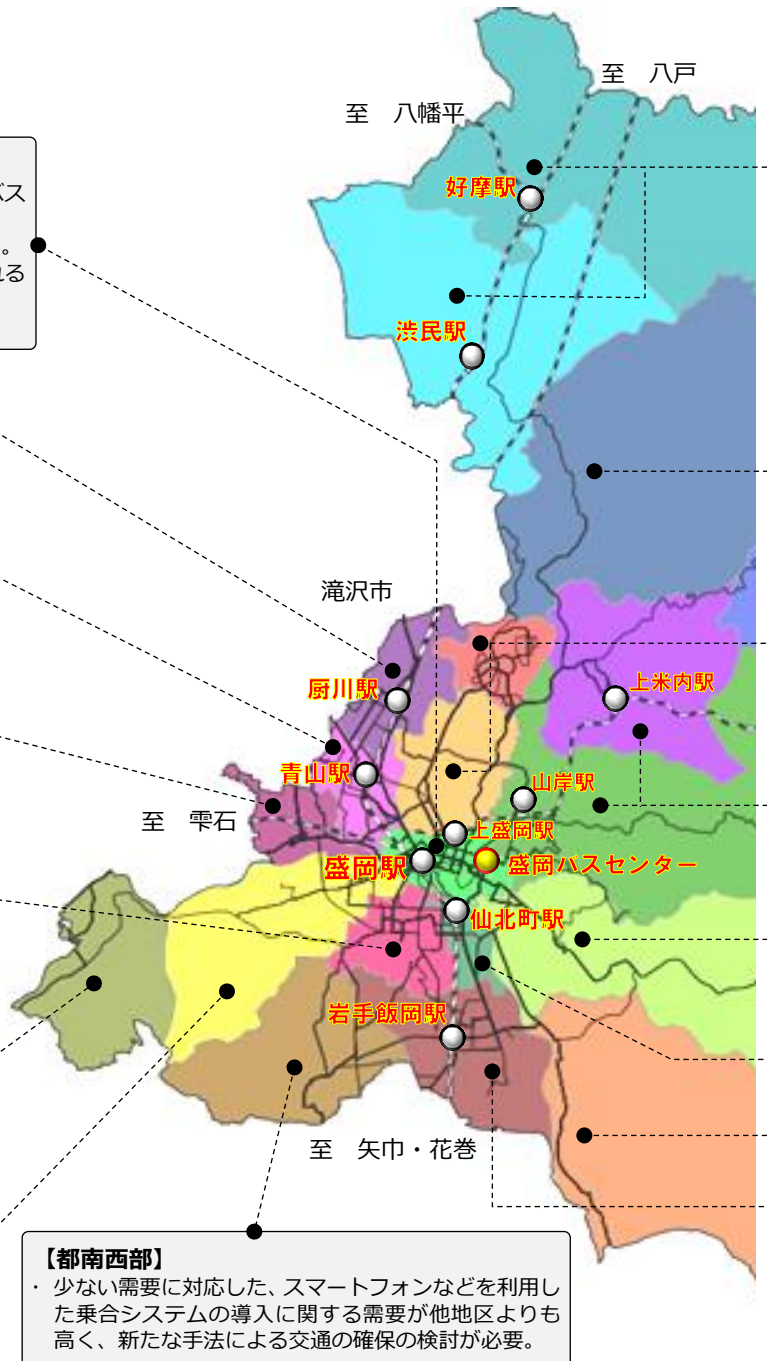 至　八戸
至　八幡平
バス
好摩駅
。
れる
渋民駅
滝沢市
厨川駅
上米内駅
青山駅
山岸駅
至　雫石
上盛岡駅
盛岡駅
盛岡バスセンター
仙北町駅
岩手飯岡駅
至　矢巾・花巻
【都南西部】
・ 少ない需要に対応した、スマートフォンなどを利用し
た乗合システムの導入に関する需要が他地区よりも
高く、新たな手法による交通の確保の検討が必要。